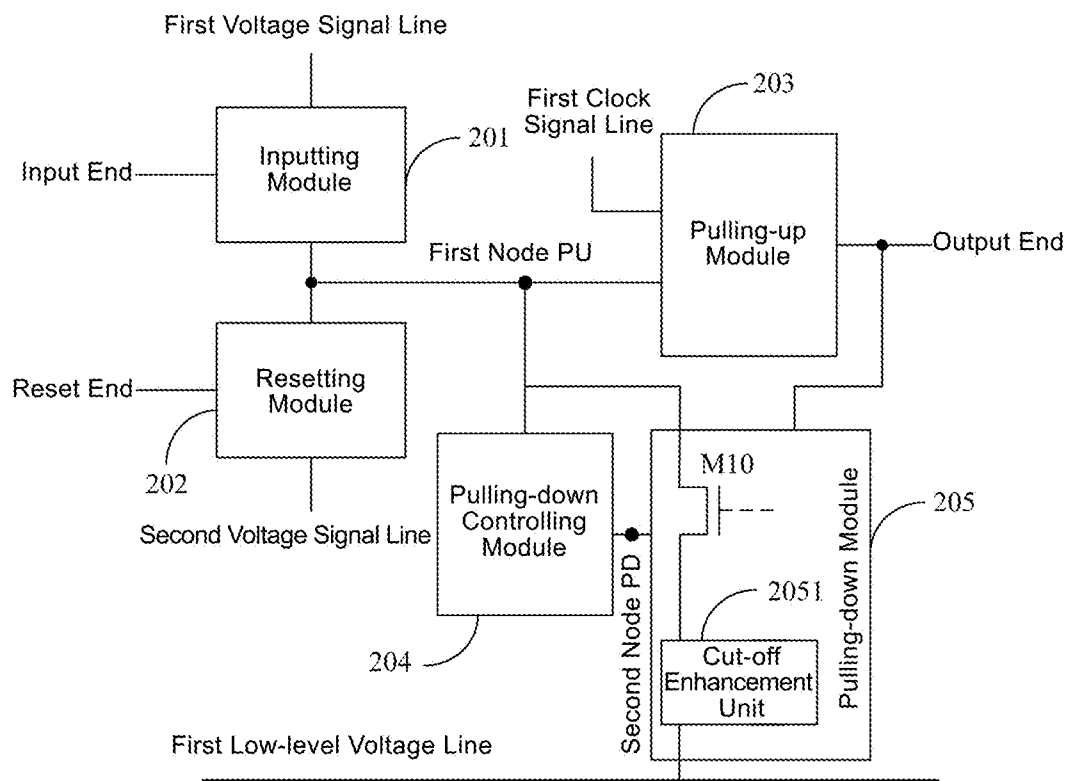 First Voltage Signal Line
First Clock
Signal Line
203
Inputting
Module
201
Input End
Pulling-up
Module
Output End
First Node PU
Resetting
Module
Reset End
202
Second Voltage Signal Line
Pulling-down
Controlling
Module
204
Second Node PD
M10
Pulling-down Module
205
2051
Cut-off
Enhancement
Unit
First Low-level Voltage Line